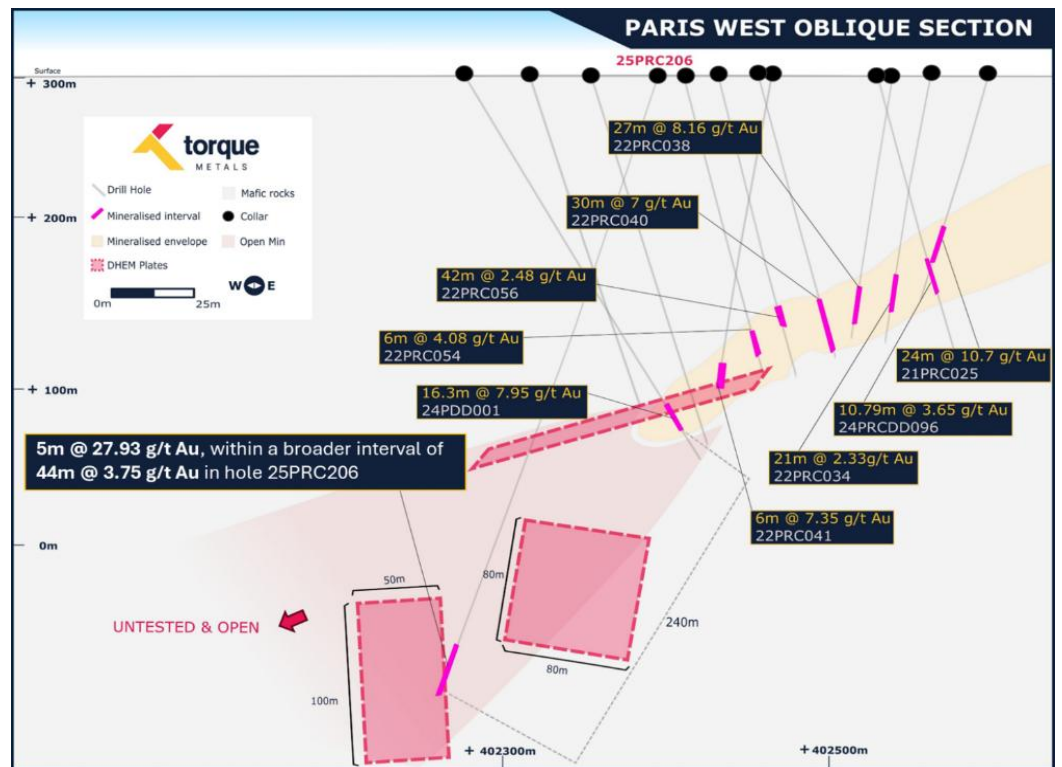 PARIS WEST OBLIQUE SECTION
25PRC206
Surface
+ 300m
torque
METALS
Drill Hole
Mafic rocks
Mineralised interval
Collar
Mineralised envelope
Open Min
DHEM Plates
W E
0m 25m
+ 200m
27m @ 8.16 g/t Au
22PRC038
30m @ 7 g/t Au
22PRC040
42m @ 2.48 g/t Au
22PRC056
6m @ 4.08 g/t Au
22PRC054
24m @ 10.7 g/t Au
21PRC025
+ 100m
16.3m @ 7.95 g/t Au
24PDD001
10.79m @ 3.65 g/t Au
24PRCDD096
5m @ 27.93 g/t Au, within a broader interval of
44m @ 3.75 g/t Au in hole 25PRC206
21m @ 2.33g/t Au
22PRC034
6m @ 7.35 g/t Au
22PRC041
+ 0m
80m
50m
240m
UNTESTED & OPEN
80m
100m
+ 402300m
+ 402500m